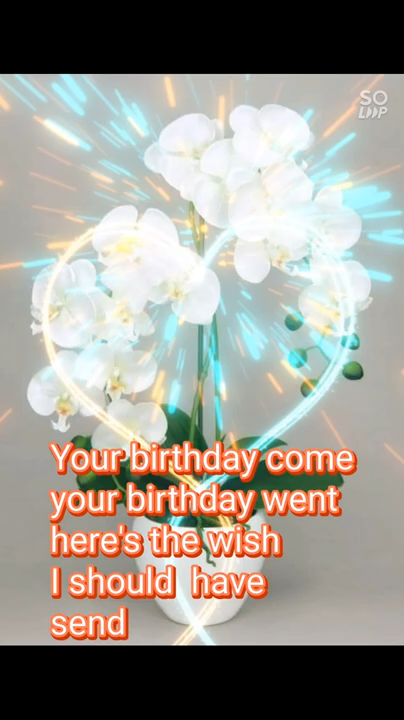 SO
LOOP
Your birthday come
your birthday went
here's the wish
I should have
send